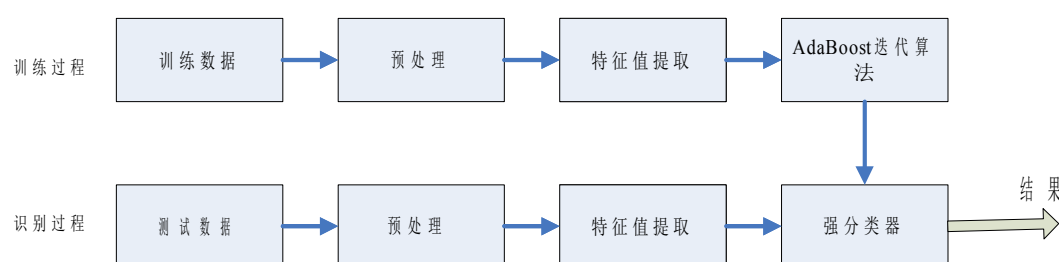 训练过程
训练数据
预处理
特征值提取
AdaBoost迭代算
法
识别过程
测试数据
预处理
特征值提取
强分类器
结果